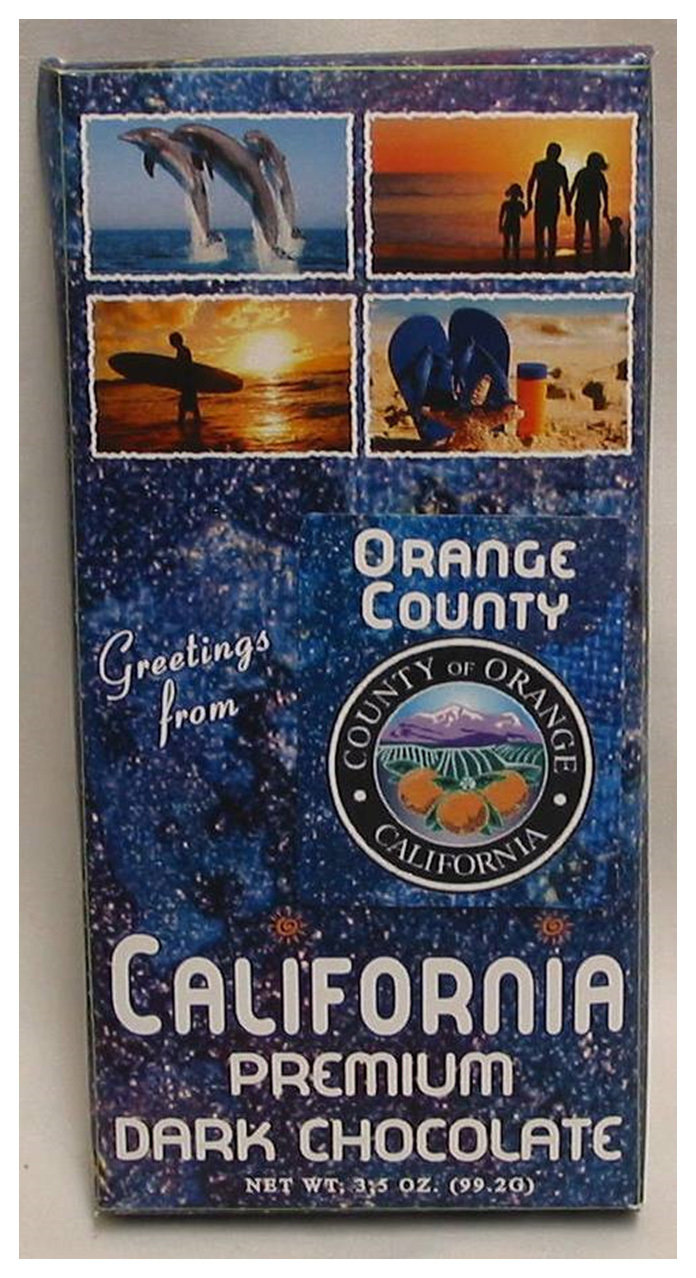 ORANGE
COUNTY
Greetings
from
COUNTY OF ORANGE
CALIFORNIA
CALIFORNIA
PREMIUM
DARK CHOCOLATE
NET WT. 3.5 OZ. (99.2G)